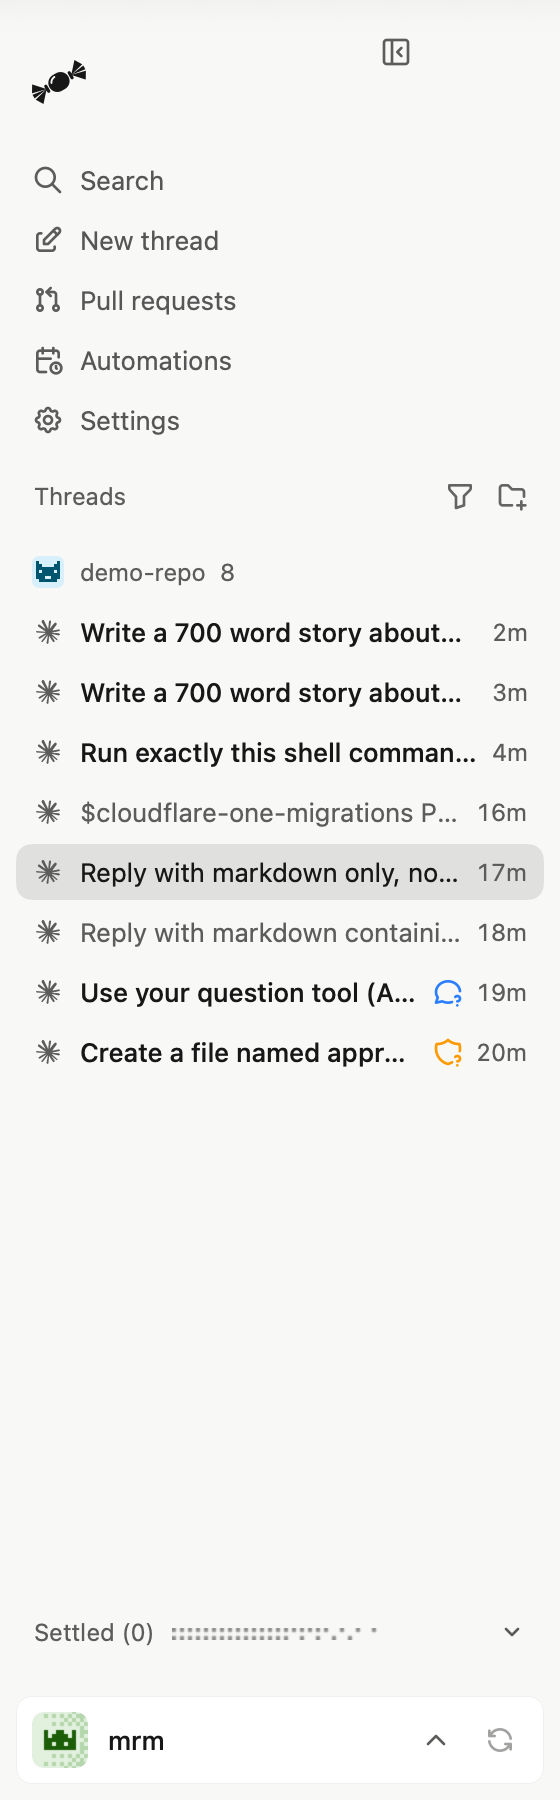 Search
New thread
Pull requests
Automations
Settings
Threads
demo-repo 8
Write a 700 word story about... 2m
Write a 700 word story about... 3m
Run exactly this shell comman... 4m
$cloudflare-one-migrations P... 16m
Reply with markdown only, no... 17m
Reply with markdown containi... 18m
Use your question tool (A... 19m
Create a file named appr... 20m
Settled (0)
mrm